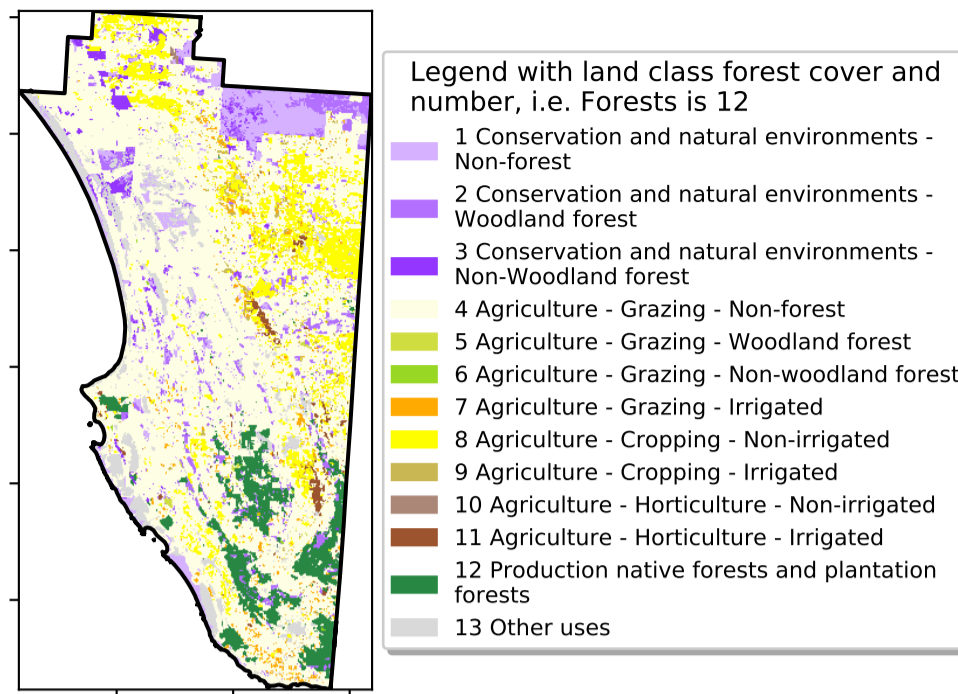 Legend with land class forest cover and
number, i.e. Forests is 12
1 Conservation and natural environments -
Non-forest
2 Conservation and natural environments -
Woodland forest
3 Conservation and natural environments -
Non-Woodland forest
4 Agriculture - Grazing - Non-forest
5 Agriculture - Grazing - Woodland forest
6 Agriculture - Grazing - Non-woodland forest
7 Agriculture - Grazing - Irrigated
8 Agriculture - Cropping - Non-irrigated
9 Agriculture - Cropping - Irrigated
10 Agriculture - Horticulture - Non-irrigated
11 Agriculture - Horticulture - Irrigated
12 Production native forests and plantation
forests
13 Other uses